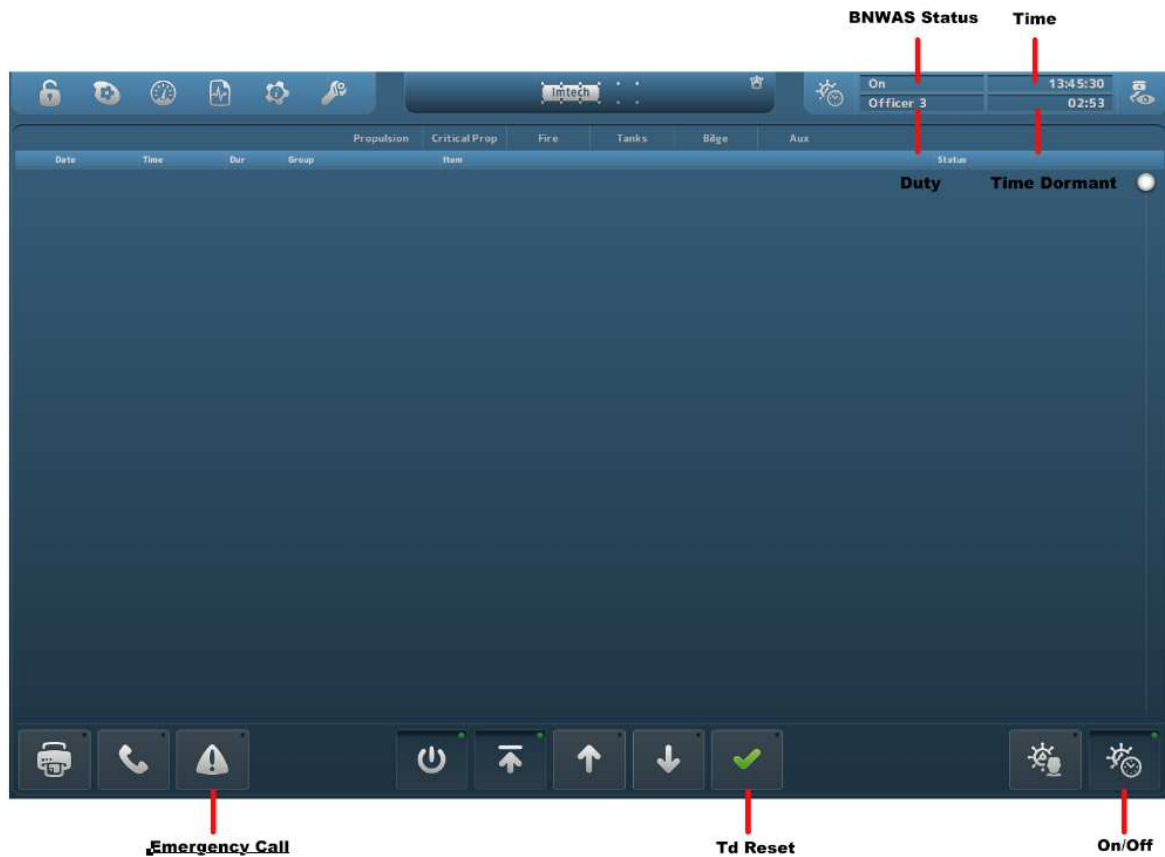 BNWAS Status Time
Imtech On 13:45:30
Officer 3 02:53
Propulsion Critical Prop Fire Tanks Bilge Aux
Date Time Dur Group Item Status
Duty Time Dormant
Emergency Call Td Reset On/Off